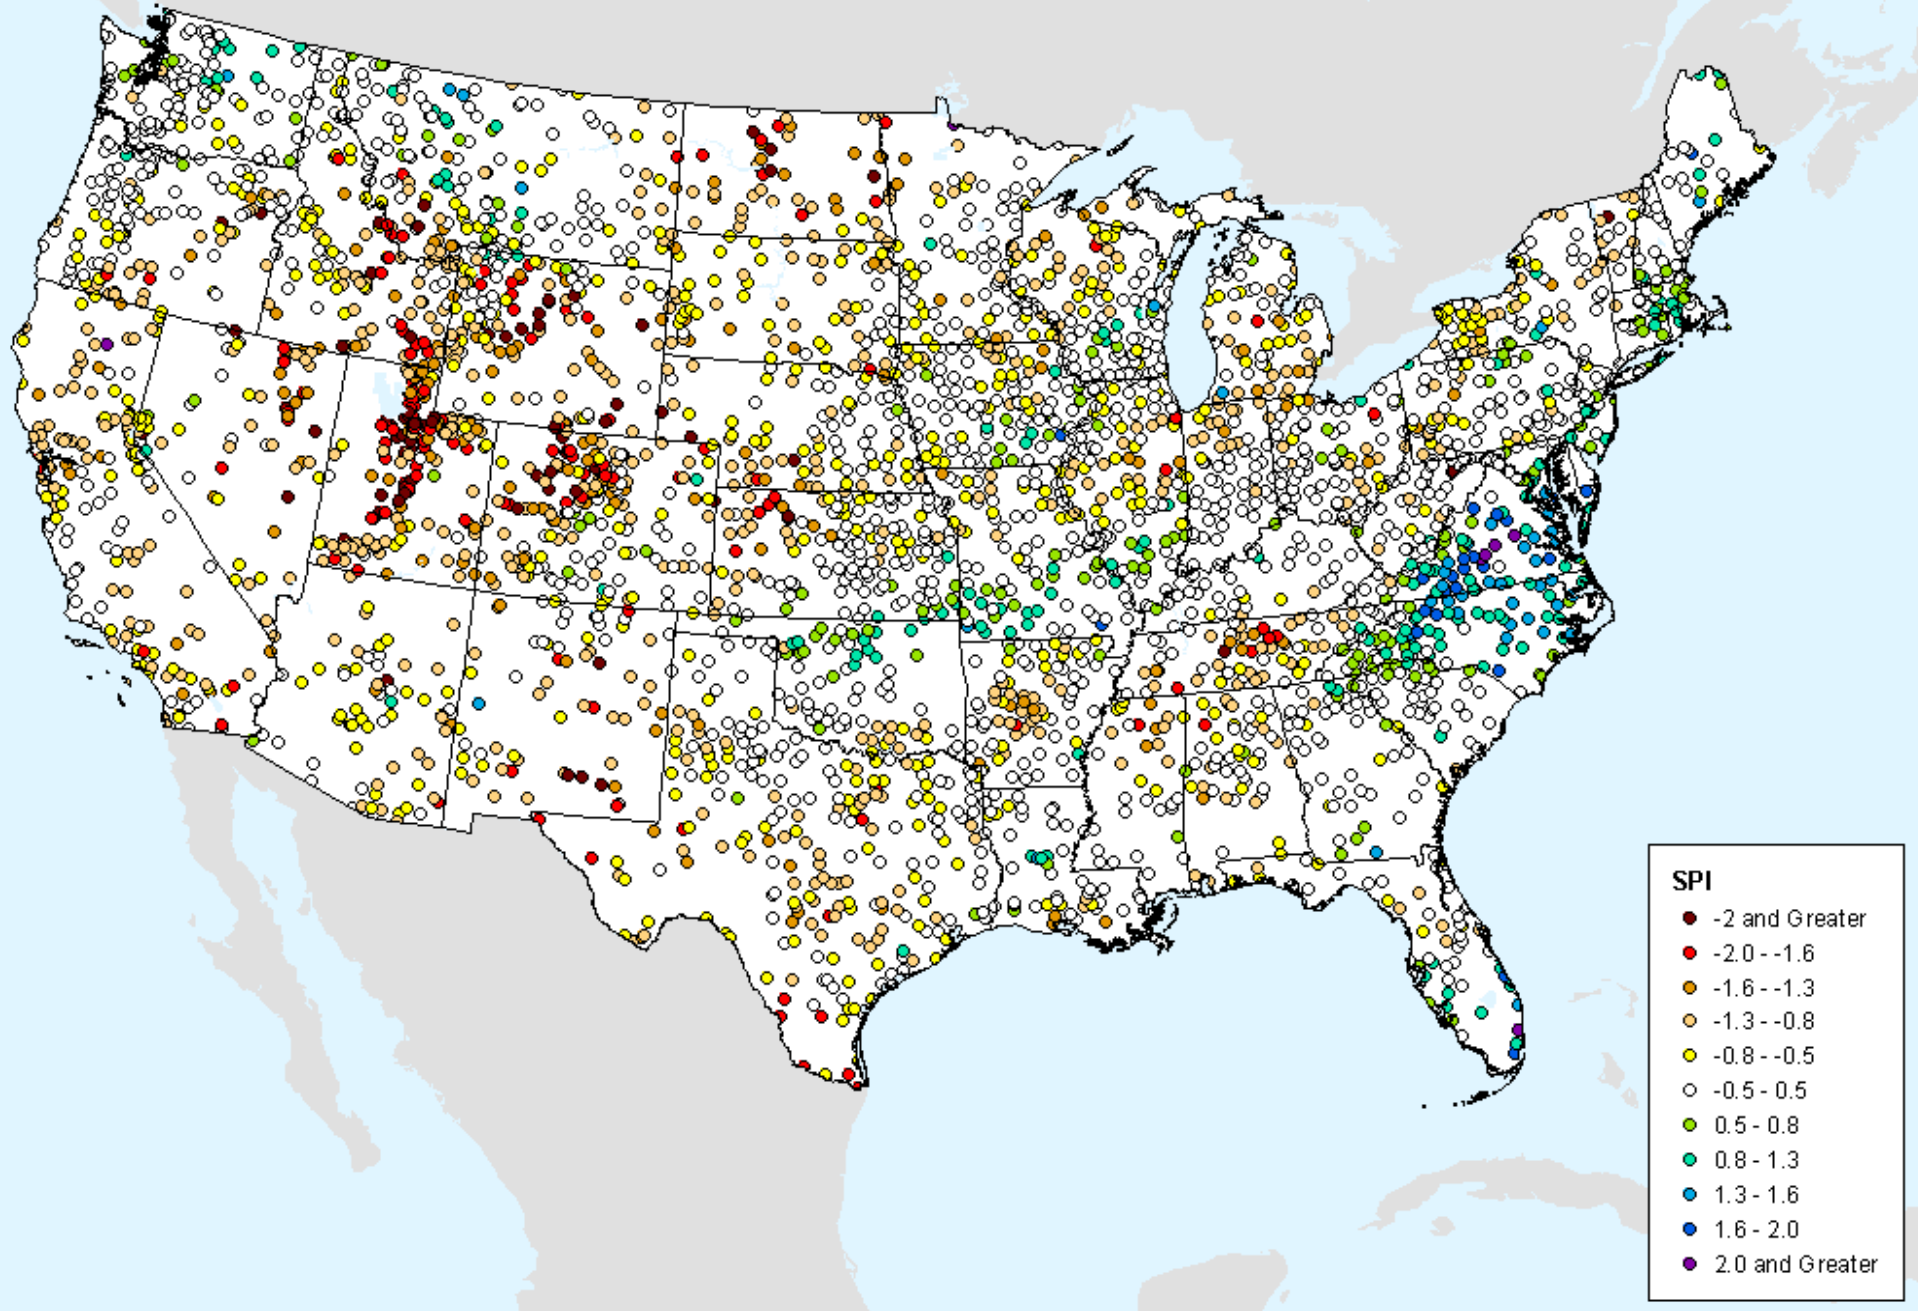 SPI
-2 and Greater
-2.0 - -1.6
-1.6 - -1.3
-1.3 - -0.8
-0.8 - -0.5
-0.5 - 0.5
0.5 - 0.8
0.8 - 1.3
1.3 - 1.6
1.6 - 2.0
2.0 and Greater